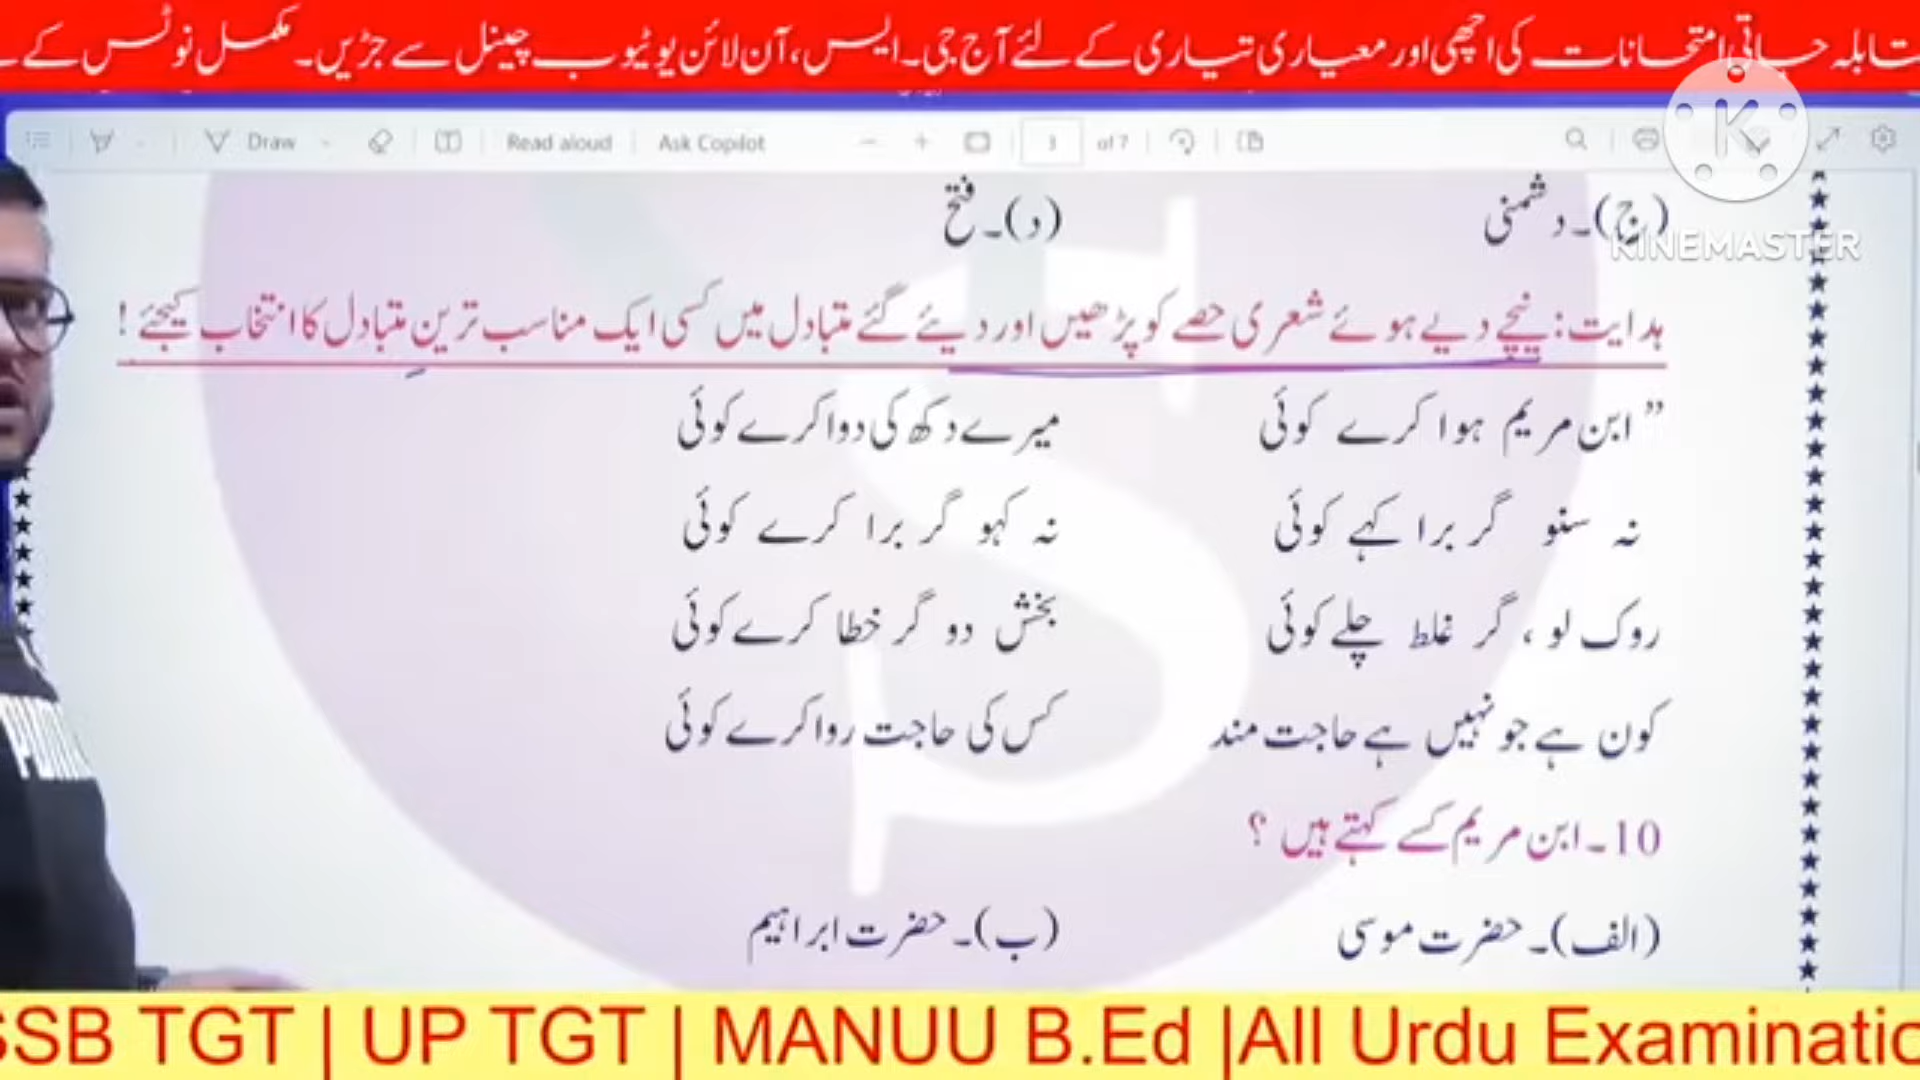 تابلہ جاتی امتحانات کی اچھی اور معیاری تیاری کے لئے آج جی۔ایس، آن لائن یو ٹیوب چینل سے جڑیں۔ مکمل نوٹس کے لے
Draw Read aloud Ask Copilot 3 of 7
KINEMASTER
(ج)۔دشمنی (د)۔فتح
ہدایت: نیچے دیے ہوئے شعری حصے کو پڑھیں اور دیئے گئے متبادل میں کسی ایک مناسب ترین متبادل کا انتخاب کیجئے !
” ابن مریم ہوا کرے کوئی میرے دکھ کی دوا کرے کوئی
نہ سنو گر برا کہے کوئی نہ کہو گر برا کرے کوئی
روک لو ، گر غلط چلے کوئی بخش دو گر خطا کرے کوئی
کون ہے جو نہیں ہے حاجت مند کس کی حاجت روا کرے کوئی
10۔ابن مریم کسے کہتے ہیں ؟
(الف)۔حضرت موسی (ب)۔حضرت ابراہیم
SSB TGT | UP TGT | MANUU B.Ed |All Urdu Examinatio